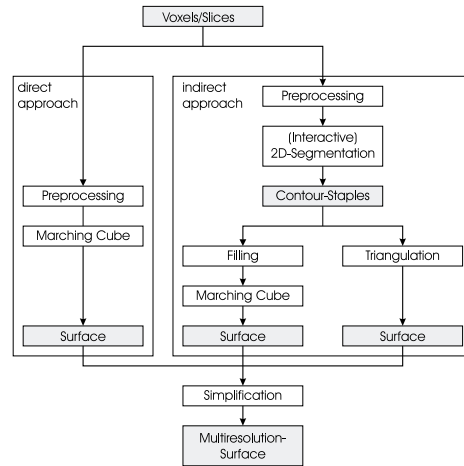 Voxels/Slices
direct
approach
Preprocessing
Marching Cube
Surface
indirect
approach
Preprocessing
(Interactive)
2D-Segmentation
Contour-Staples
Filling
Marching Cube
Surface
Triangulation
Surface
Simplification
Multiresolution-
Surface